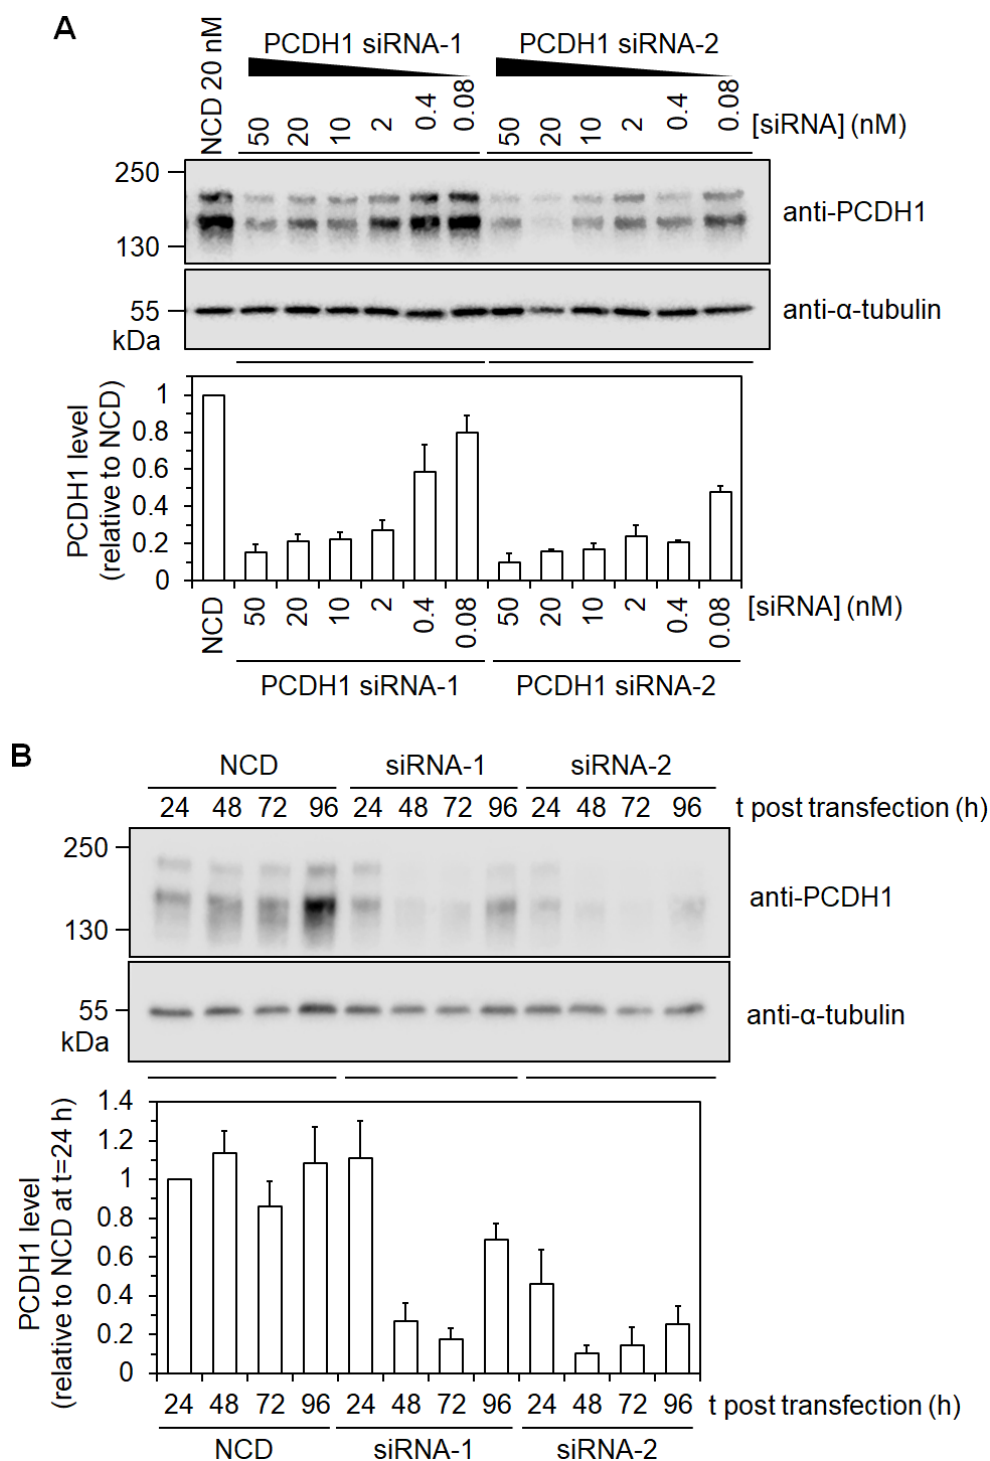 A
NCD 20 nM
PCDH1 siRNA-1
PCDH1 siRNA-2
50 20 10 2 0.4 0.08 50 20 10 2 0.4 0.08 [siRNA] (nM)
250
130
anti-PCDH1
55
kDa
anti-α-tubulin
PCDH1 level
(relative to NCD)
1
0.8
0.6
0.4
0.2
0
NCD 50 20 10 2 0.4 0.08 50 20 10 2 0.4 0.08 [siRNA] (nM)
PCDH1 siRNA-1 PCDH1 siRNA-2
B
NCD siRNA-1 siRNA-2
24 48 72 96 24 48 72 96 24 48 72 96 t post transfection (h)
250
130
anti-PCDH1
55
kDa
anti-α-tubulin
PCDH1 level
(relative to NCD at t=24 h)
1.4
1.2
1
0.8
0.6
0.4
0.2
0
24 48 72 96 24 48 72 96 24 48 72 96 t post transfection (h)
NCD siRNA-1 siRNA-2